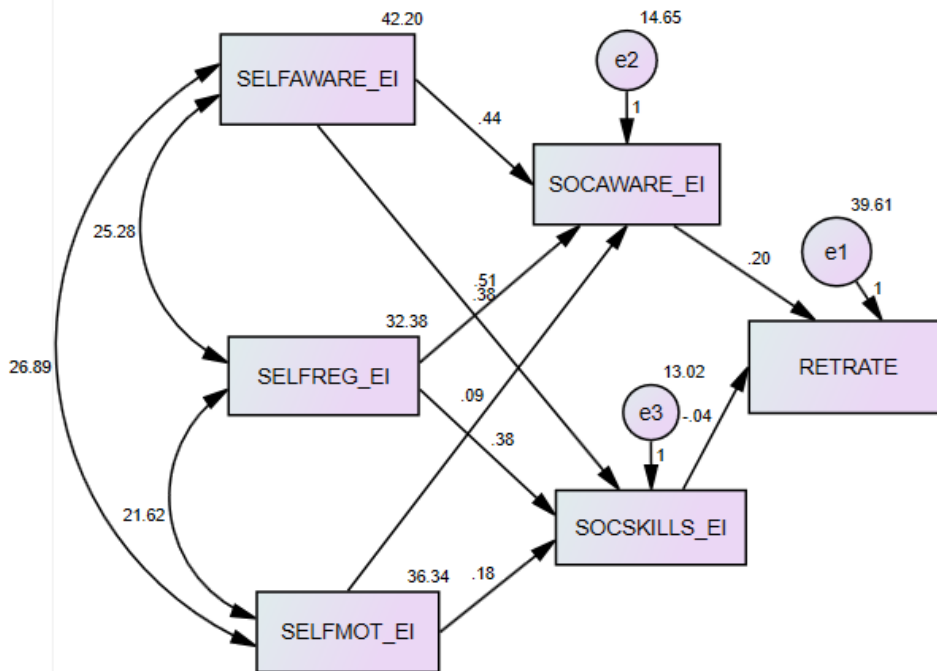 42.20
14.65
SELFAWARE_EI
e2
1
.44
SOCAWARE_EI
39.61
e1
.20
1
25.28
.51
.38
32.38
26.89
SELFREG_EI
13.02
RETRATE
e3
-.04
.09
.38
1
21.62
SOCSKILLS_EI
36.34
.18
SELFMOT_EI